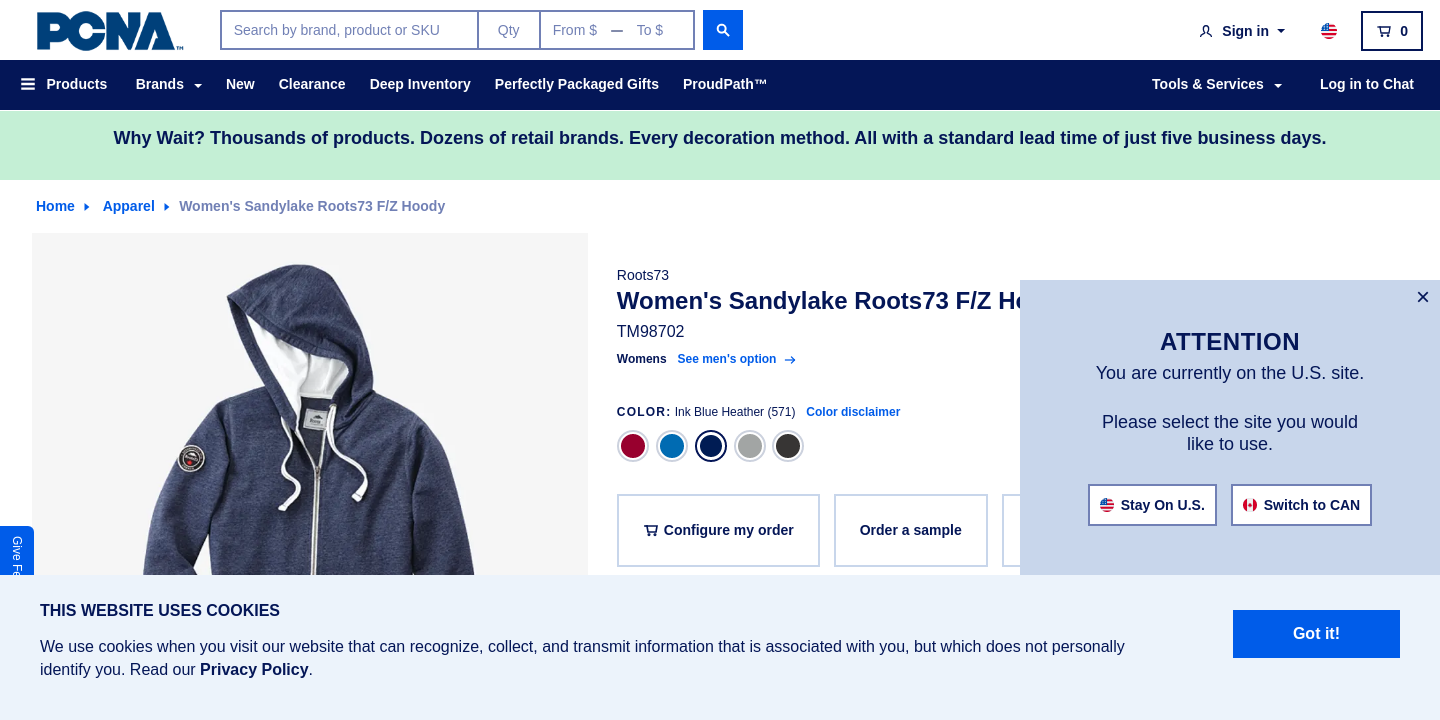 PCNA™
Search by brand, product or SKU
Qty
From $ — To $
Sign in
0
Products
Brands
New
Clearance
Deep Inventory
Perfectly Packaged Gifts
ProudPath™
Tools & Services
Log in to Chat
Why Wait? Thousands of products. Dozens of retail brands. Every decoration method. All with a standard lead time of just five business days.
Home
Apparel
Women's Sandylake Roots73 F/Z Hoody
Roots73
Women's Sandylake Roots73 F/Z Ho
TM98702
Womens See men's option
COLOR: Ink Blue Heather (571) Color disclaimer
Configure my order
Order a sample
ATTENTION
You are currently on the U.S. site.
Please select the site you would
like to use.
Stay On U.S.
Switch to CAN
Give Fe
THIS WEBSITE USES COOKIES
We use cookies when you visit our website that can recognize, collect, and transmit information that is associated with you, but which does not personally
identify you. Read our Privacy Policy.
Got it!